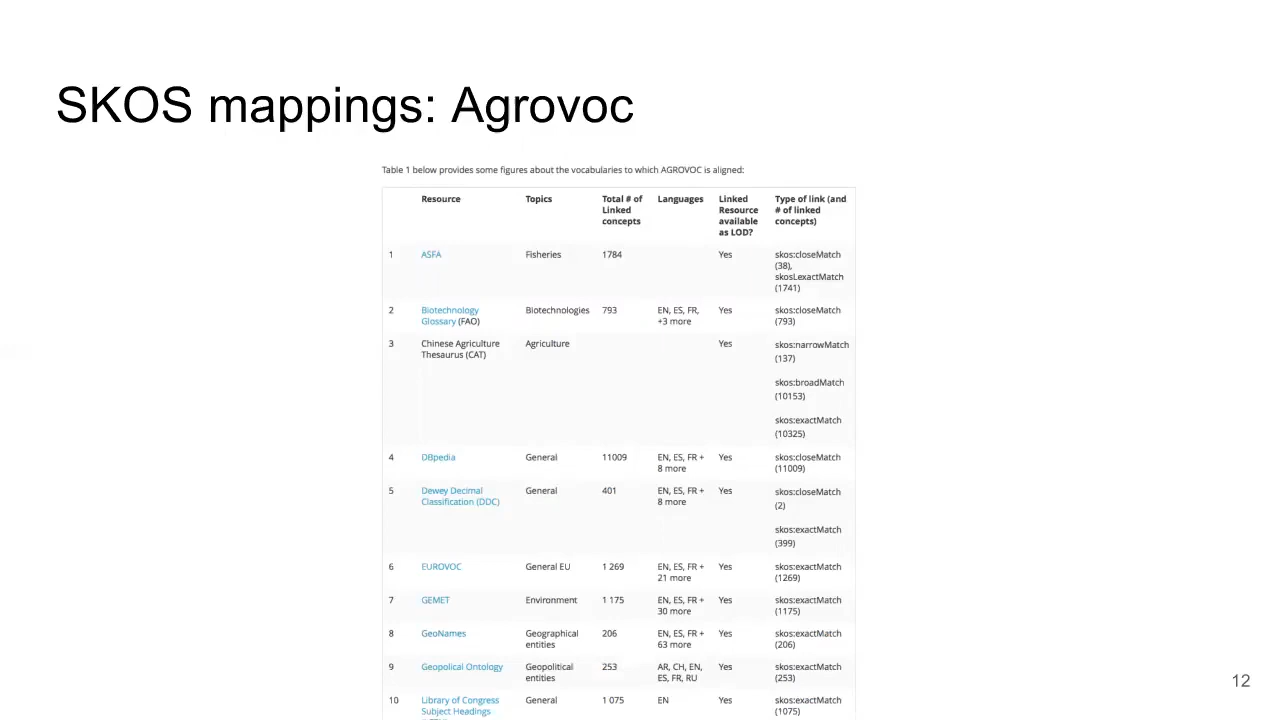 SKOS mappings: Agrovoc
Table 1 below provides some figures about the vocabularies to which AGROVOC is aligned:
Resource Topics Total # of Linked concepts Languages Linked Resource available as LOD? Type of link (and # of linked concepts)
1 ASFA Fisheries 1784 Yes skos:closeMatch (38), skosLexactMatch (1741)
2 Biotechnology Glossary (FAO) Biotechnologies 793 EN, ES, FR, +3 more Yes skos:closeMatch (793)
3 Chinese Agriculture Thesaurus (CAT) Agriculture Yes skos:narrowMatch (137) skos:broadMatch (10153) skos:exactMatch (10325)
4 DBpedia General 11009 EN, ES, FR + 8 more Yes skos:closeMatch (11009)
5 Dewey Decimal Classification (DDC) General 401 EN, ES, FR + 8 more Yes skos:closeMatch (2) skos:exactMatch (399)
6 EUROVOC General EU 1 269 EN, ES, FR + 21 more Yes skos:exactMatch (1269)
7 GEMET Environment 1 175 EN, ES, FR + 30 more Yes skos:exactMatch (1175)
8 GeoNames Geographical entities 206 EN, ES, FR + 63 more Yes skos:exactMatch (206)
9 Geopolical Ontology Geopolitical entities 253 AR, CH, EN, ES, FR, RU Yes skos:exactMatch (253)
10 Library of Congress Subject Headings General 1 075 EN Yes skos:exactMatch (1075)
12